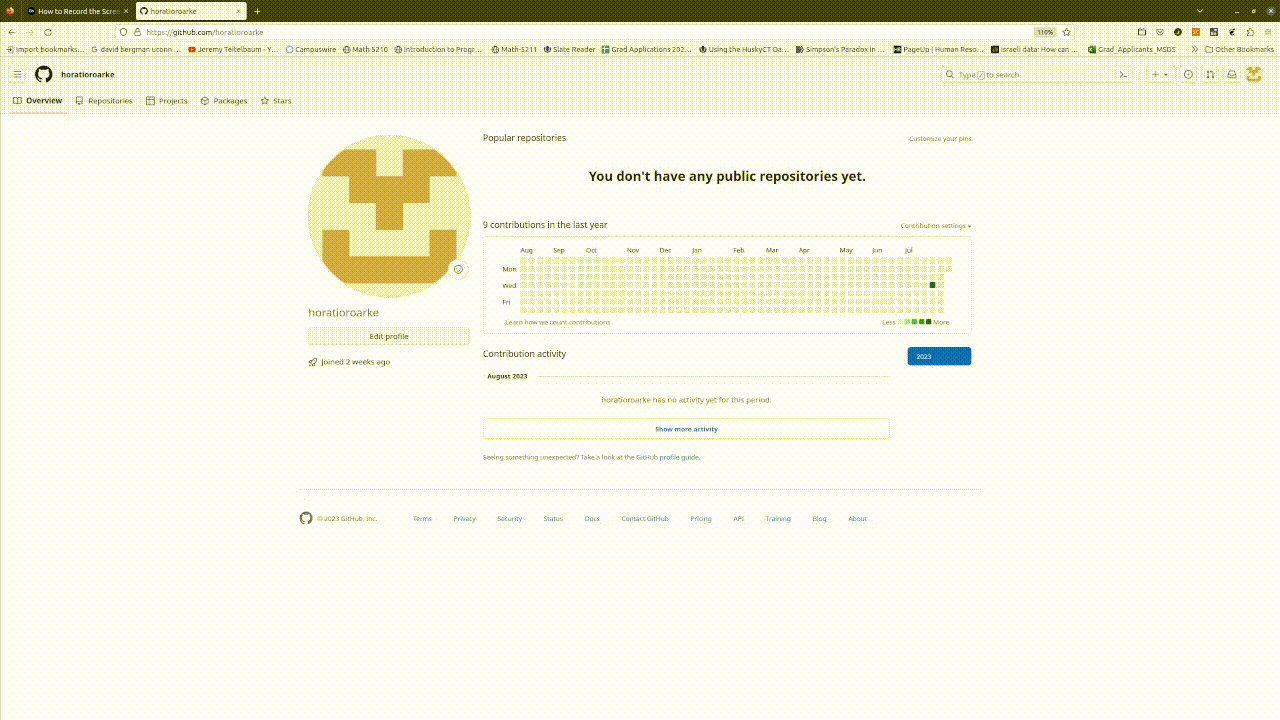 How to Record the Scree
horatioroarke
https://github.com/horatioroarke
110%
Import bookmarks...
david bergman uconn ...
Jeremy Teitelbaum - Y...
Campuswire
Math 5210
Introduction to Progr...
Math-5211
Slate Reader
Grad Applications 202...
Using the HuskyCT Da...
Simpson's Paradox in ...
PageUp | Human Reso...
Israeli data: How can ...
Grad_Applicants_MSDS
Other Bookmarks
horatioroarke
Type / to search
Overview
Repositories
Projects
Packages
Stars
Popular repositories
Customize your pins
You don't have any public repositories yet.
9 contributions in the last year
Contribution settings
Aug Sep Oct Nov Dec Jan Feb Mar Apr May Jun Jul
Mon
Wed
Fri
Learn how we count contributions
Less
More
horatioroarke
Edit profile
Joined 2 weeks ago
Contribution activity
2023
August 2023
horatioroarke has no activity yet for this period.
Show more activity
Seeing something unexpected? Take a look at the GitHub profile guide.
© 2023 GitHub, Inc.
Terms
Privacy
Security
Status
Docs
Contact GitHub
Pricing
API
Training
Blog
About